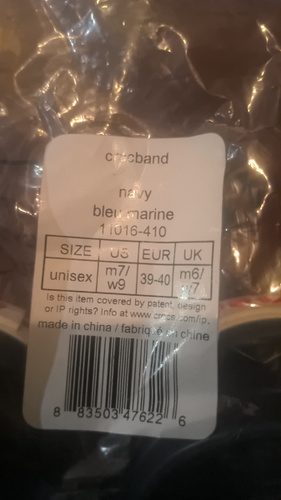 crocband
navy
bleu marine
11016-410
SIZE US EUR UK
unisex m7/ w9 39-40 m6/ w7
Is this item covered by patent, design
or IP rights? Info at www.crocs.com/ip.
made in china / fabriqué en chine
8 83503 47622 6